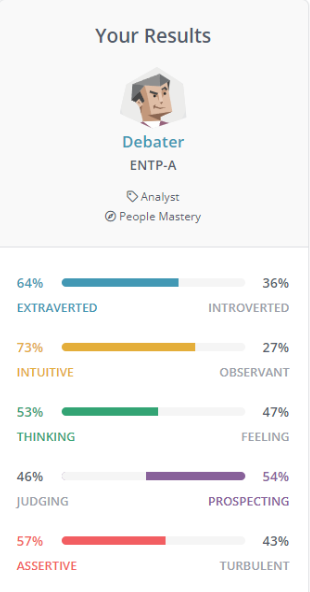 Your Results
Debater
ENTP-A
Analyst
People Mastery
64% 36%
EXTRAVERTED INTROVERTED
73% 27%
INTUITIVE OBSERVANT
53% 47%
THINKING FEELING
46% 54%
JUDGING PROSPECTING
57% 43%
ASSERTIVE TURBULENT